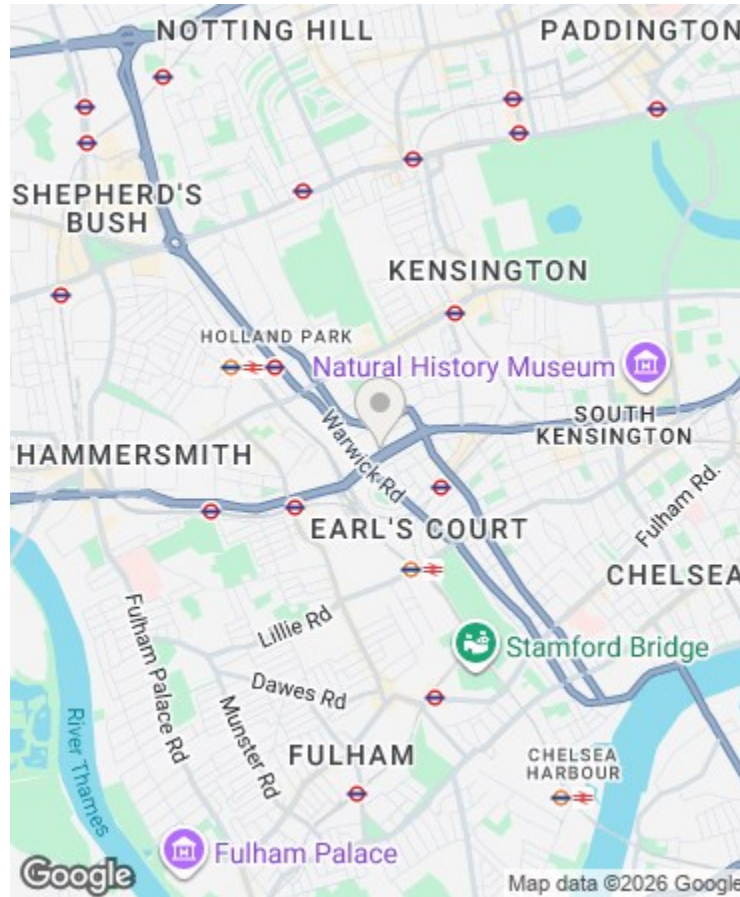 NOTTING HILL
PADDINGTON
SHEPHERD'S
BUSH
KENSINGTON
HOLLAND PARK
Natural History Museum
SOUTH
KENSINGTON
Warwick Rd
HAMMERSMITH
Fulham Rd.
EARL'S COURT
CHELSEA
Lillie Rd
Fulham Palace Rd
Stamford Bridge
Dawes Rd
Munster Rd
River Thames
FULHAM
CHELSEA
HARBOUR
Fulham Palace
Google
Map data ©2026 Google